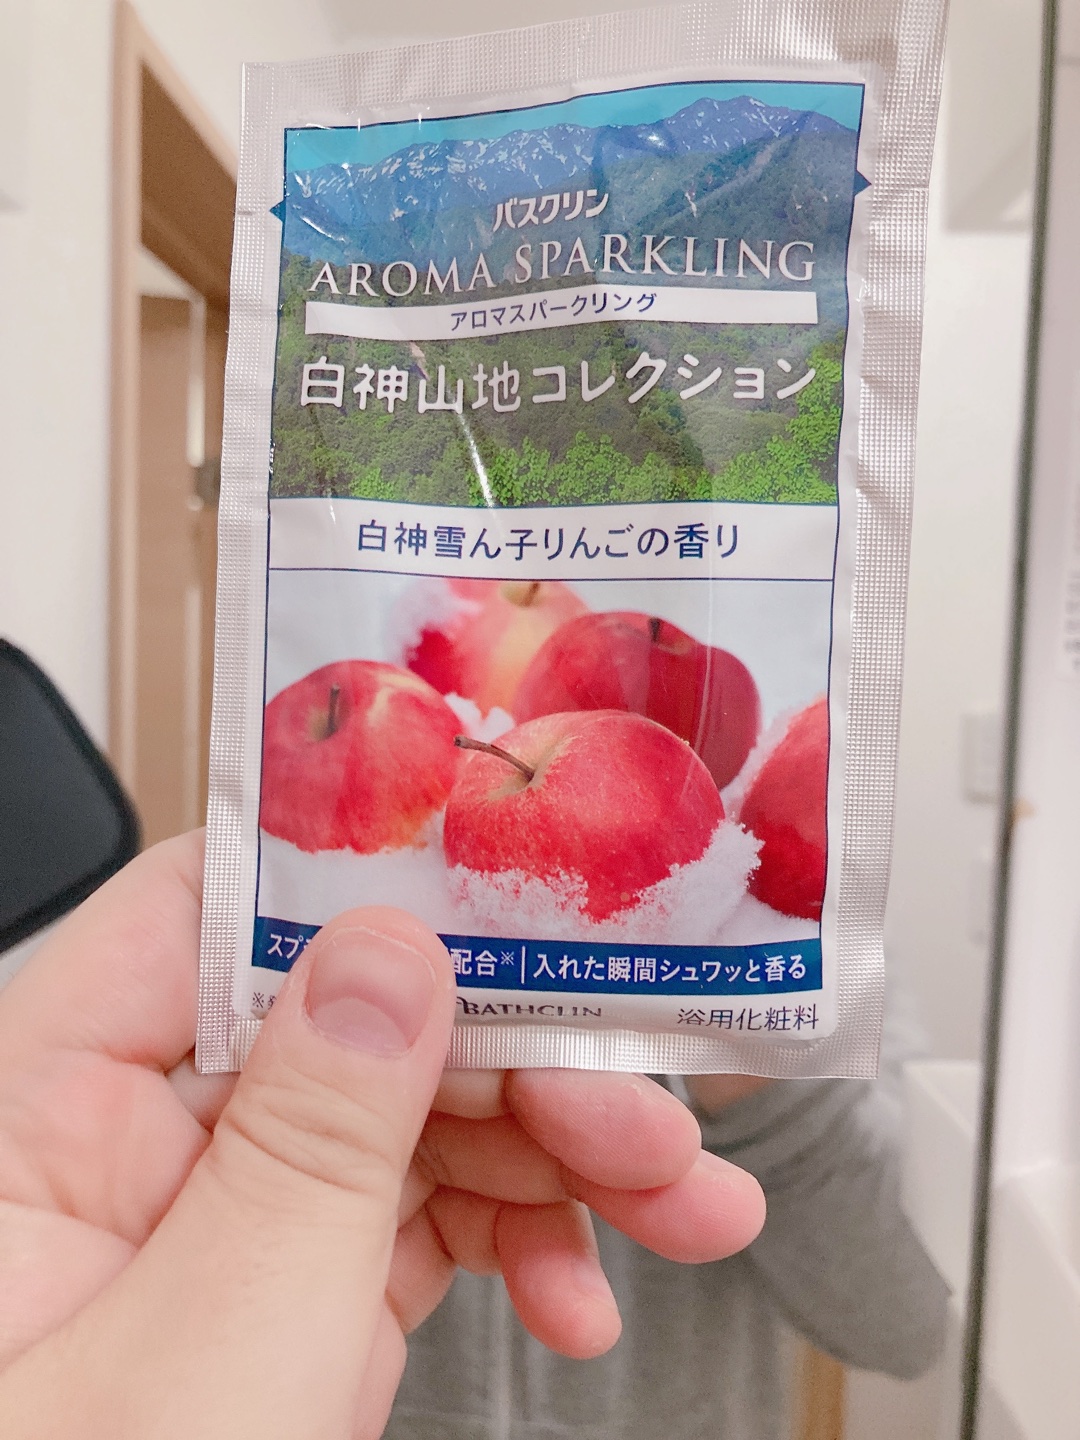 バスクリン
AROMA SPARKLING
アロマスパークリング
白神山地コレクション
白神雪ん子りんごの香り
スプ 配合※ 入れた瞬間シュワッと香る
※ BATHCLIN 浴用化粧料